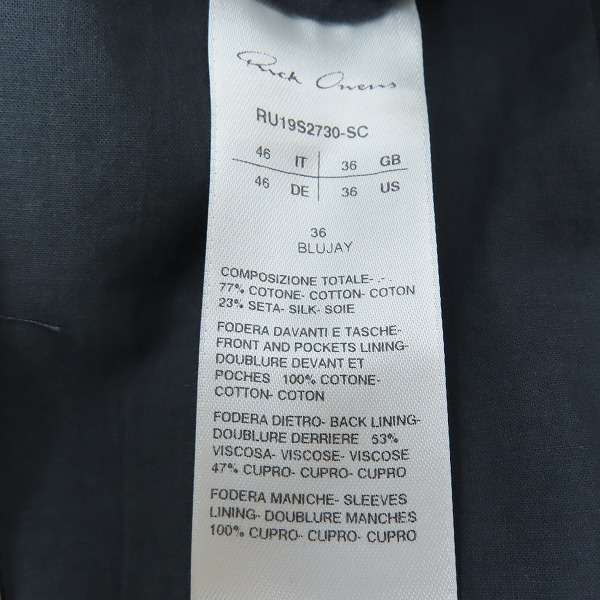 Rick Owens
RU19S2730-SC
46 IT 36 GB
46 DE 36 US
36
BLUJAY
COMPOSIZIONE TOTALE- .- .
77% COTONE- COTTON- COTON
23% SETA- SILK- SOIE
FODERA DAVANTI E TASCHE-
FRONT AND POCKETS LINING-
DOUBLURE DEVANT ET
POCHES 100% COTONE-
COTTON- COTON
FODERA DIETRO- BACK LINING-
DOUBLURE DERRIERE 53%
VISCOSA- VISCOSE- VISCOSE
47% CUPRO- CUPRO- CUPRO
FODERA MANICHE- SLEEVES
LINING- DOUBLURE MANCHES
100% CUPRO- CUPRO- CUPRO